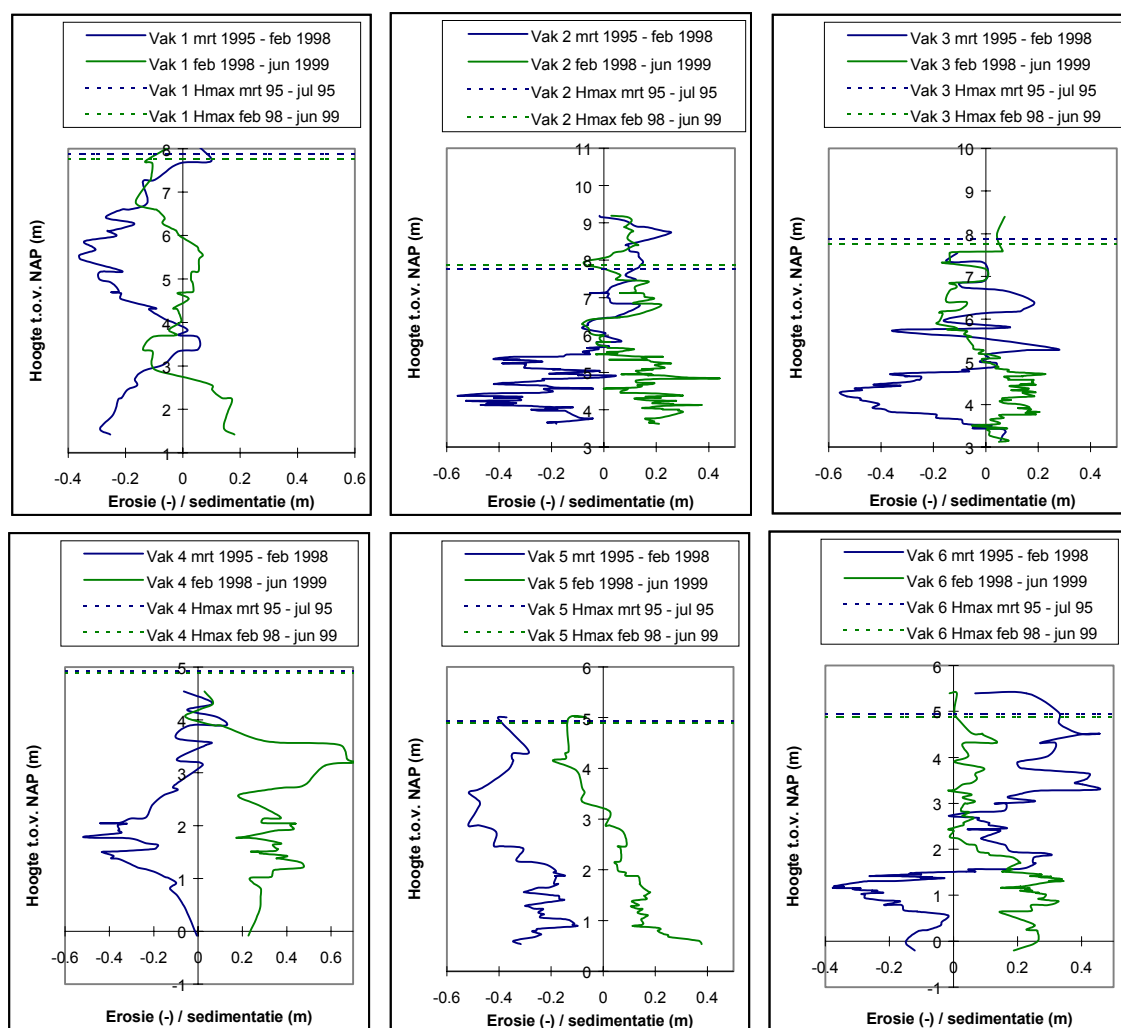 Vak 1 mrt 1995 - feb 1998
Vak 1 feb 1998 - jun 1999
Vak 1 Hmax mrt 95 - jul 95
Vak 1 Hmax feb 98 - jun 99
Hoogte t.o.v. NAP (m)
8
7
6
5
4
3
2
1
-0.4 -0.2 0 0.2 0.4 0.6
Erosie (-) / sedimentatie (m)
Vak 2 mrt 1995 - feb 1998
Vak 2 feb 1998 - jun 1999
Vak 2 Hmax mrt 95 - jul 95
Vak 2 Hmax feb 98 - jun 99
Hoogte t.o.v. NAP (m)
11
10
9
8
7
6
5
4
3
-0.6 -0.4 -0.2 0 0.2 0.4
Erosie (-) / sedimentatie (m)
Vak 3 mrt 1995 - feb 1998
Vak 3 feb 1998 - jun 1999
Vak 3 Hmax mrt 95 - jul 95
Vak 3 Hmax feb 98 - jun 99
Hoogte t.o.v. NAP (m)
10
9
8
7
6
5
4
3
-0.6 -0.4 -0.2 0 0.2 0.4
Erosie (-) / sedimentatie (m)
Vak 4 mrt 1995 - feb 1998
Vak 4 feb 1998 - jun 1999
Vak 4 Hmax mrt 95 - jul 95
Vak 4 Hmax feb 98 - jun 99
Hoogte t.o.v. NAP (m)
5
4
3
2
1
0
-1
-0.6 -0.4 -0.2 0 0.2 0.4 0.6
Erosie (-) / sedimentatie (m)
Vak 5 mrt 1995 - feb 1998
Vak 5 feb 1998 - jun 1999
Vak 5 Hmax mrt 95 - jul 95
Vak 5 Hmax feb 98 - jun 99
Hoogte t.o.v. NAP (m)
6
5
4
3
2
1
0
-0.6 -0.4 -0.2 0 0.2 0.4
Erosie (-) / sedimentatie (m)
Vak 6 mrt 1995 - feb 1998
Vak 6 feb 1998 - jun 1999
Vak 6 Hmax mrt 95 - jul 95
Vak 6 Hmax feb 98 - jun 99
Hoogte t.o.v. NAP (m)
6
5
4
3
2
1
0
-1
-0.4 -0.2 0 0.2 0.4
Erosie (-) / sedimentatie (m)